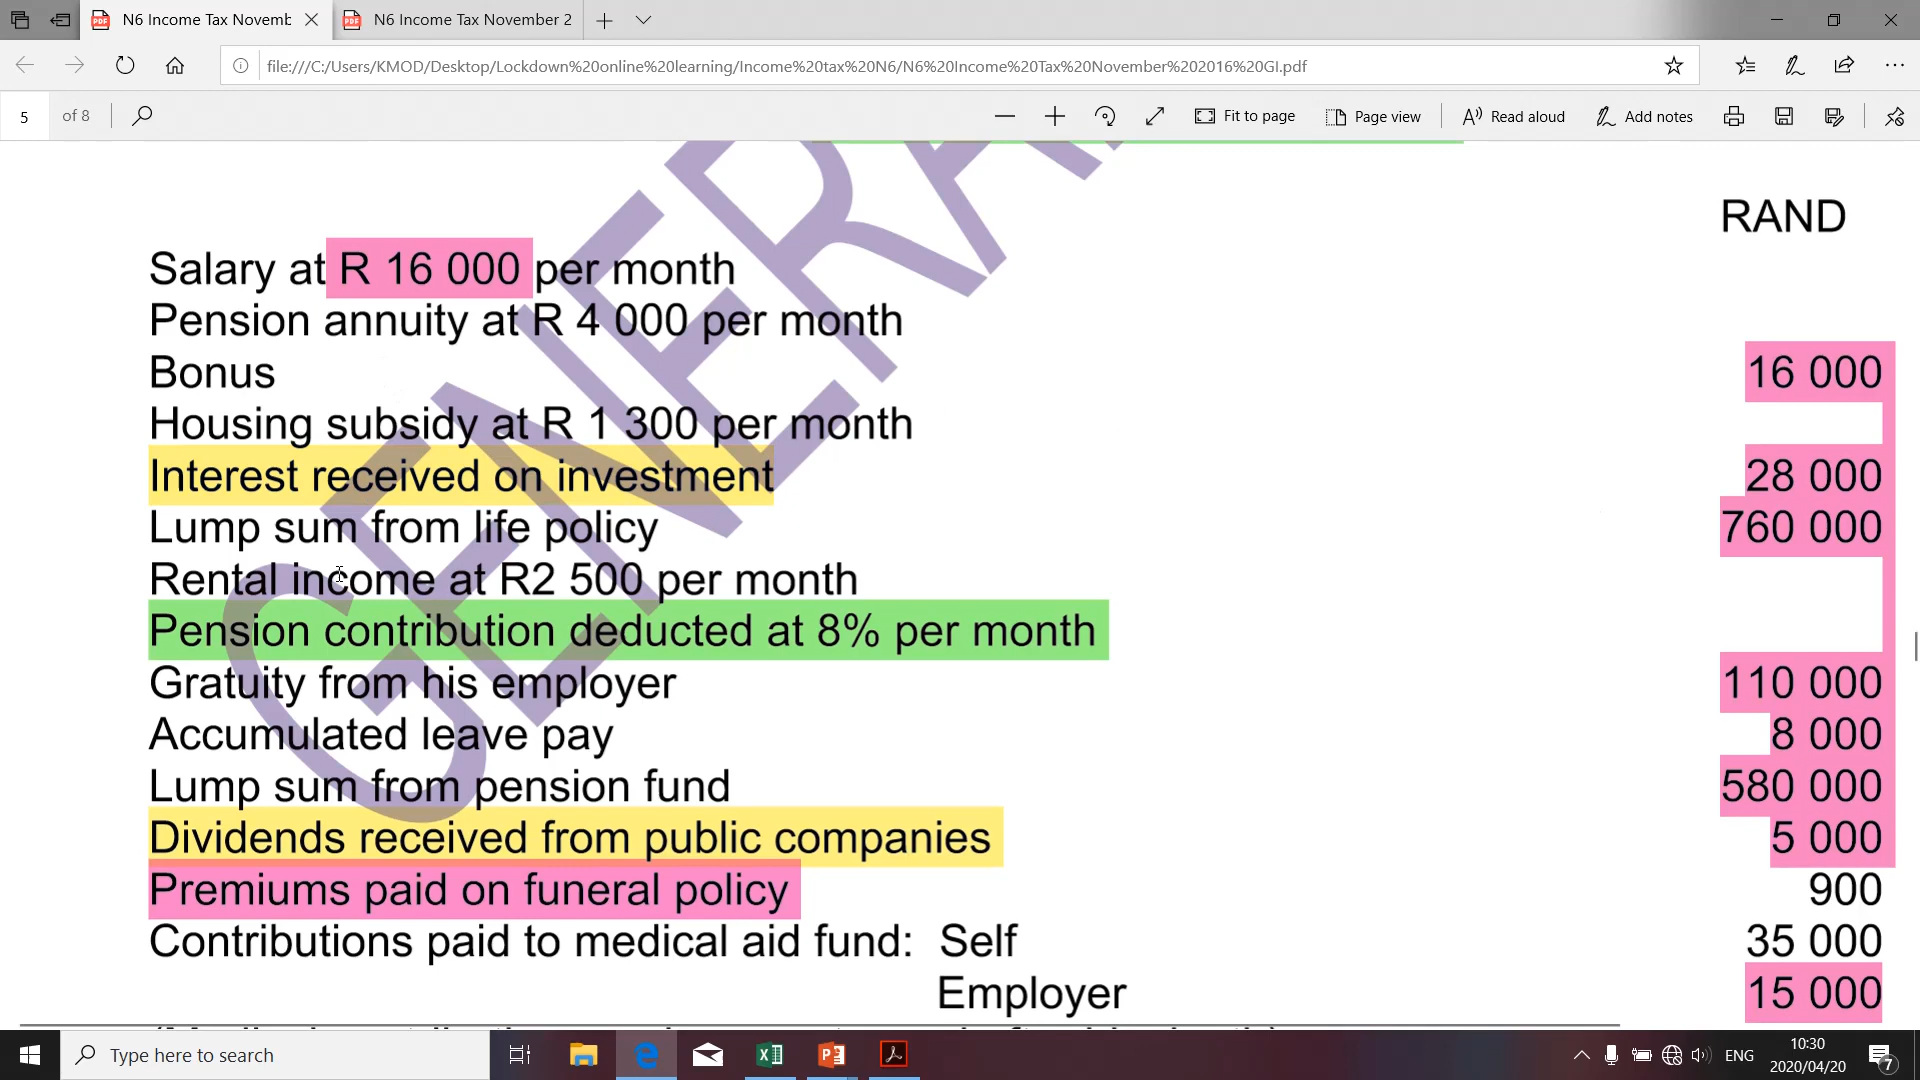 N6 Income Tax Novemb
N6 Income Tax November 2
file:///C:/Users/KMOD/Desktop/Lockdown%20online%20learning/Income%20tax%20N6/N6%20Income%20Tax%20November%202016%20GI.pdf
5 of 8
Fit to page
Page view
Read aloud
Add notes
GENERA
RAND
Salary at R 16 000 per month
Pension annuity at R 4 000 per month
Bonus 16 000
Housing subsidy at R 1 300 per month
Interest received on investment 28 000
Lump sum from life policy 760 000
Rental income at R2 500 per month
Pension contribution deducted at 8% per month
Gratuity from his employer 110 000
Accumulated leave pay 8 000
Lump sum from pension fund 580 000
Dividends received from public companies 5 000
Premiums paid on funeral policy 900
Contributions paid to medical aid fund: Self 35 000
Employer 15 000
Type here to search
ENG
10:30
2020/04/20
7